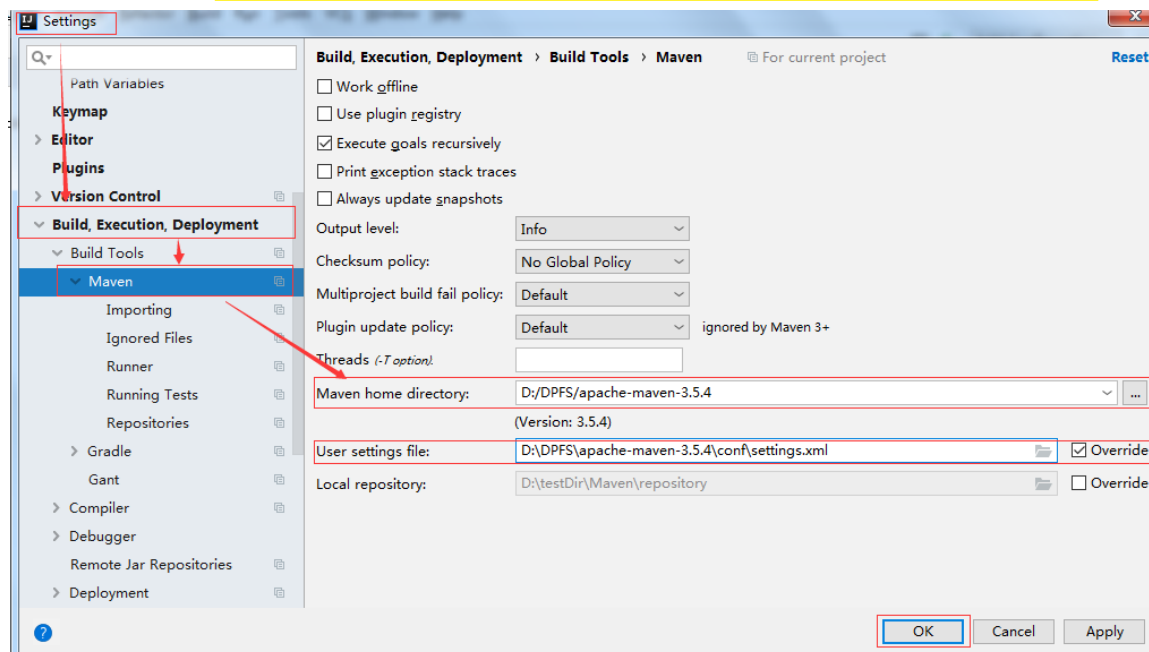 Settings
Path Variables
Keymap
Editor
Plugins
Version Control
Build, Execution, Deployment
Build Tools
Maven
Importing
Ignored Files
Runner
Running Tests
Repositories
Gradle
Gant
Compiler
Debugger
Remote Jar Repositories
Deployment
Build, Execution, Deployment › Build Tools › Maven For current project Reset
Work offline
Use plugin registry
Execute goals recursively
Print exception stack traces
Always update snapshots
Output level: Info
Checksum policy: No Global Policy
Multiproject build fail policy: Default
Plugin update policy: Default ignored by Maven 3+
Threads (-T option).
Maven home directory: D:/DPFS/apache-maven-3.5.4 ...
(Version: 3.5.4)
User settings file: D:\DPFS\apache-maven-3.5.4\conf\settings.xml Override
Local repository: D:\testDir\Maven\repository Override
? OK Cancel Apply